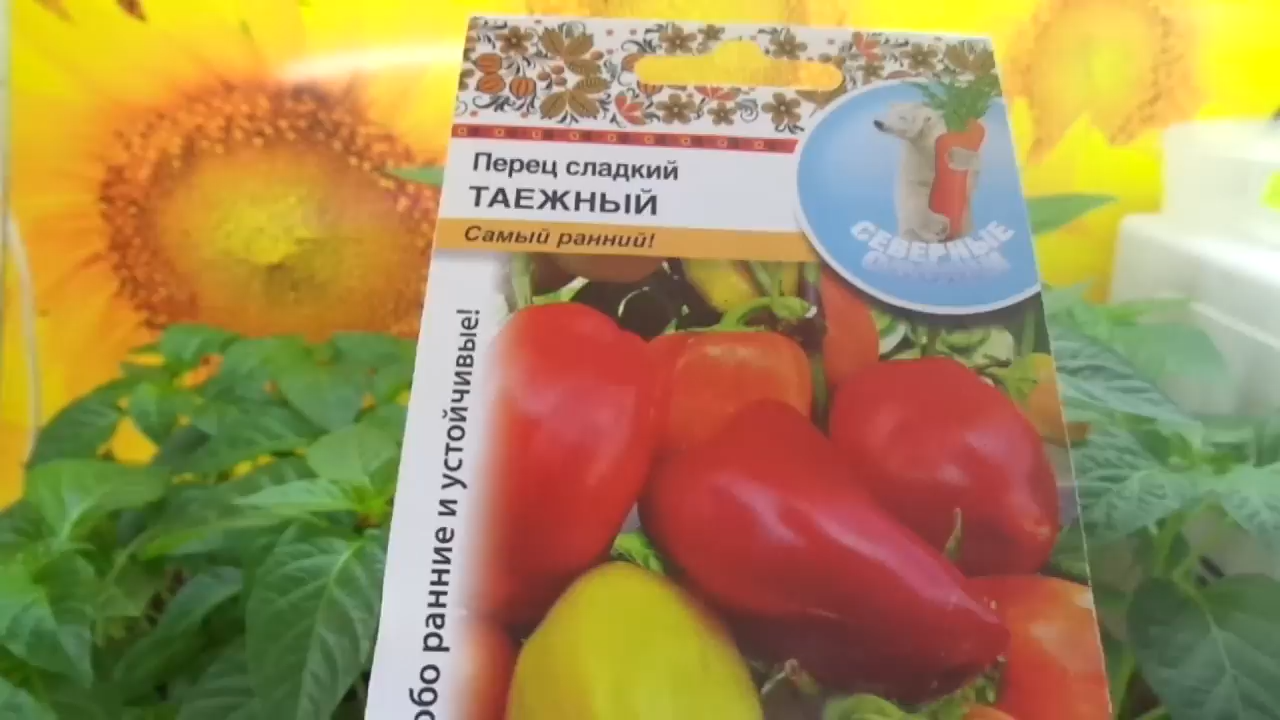 Перец сладкий
ТАЕЖНЫЙ
Самый ранний!
СЕВЕРНЫЕ
ранние и устойчивые!